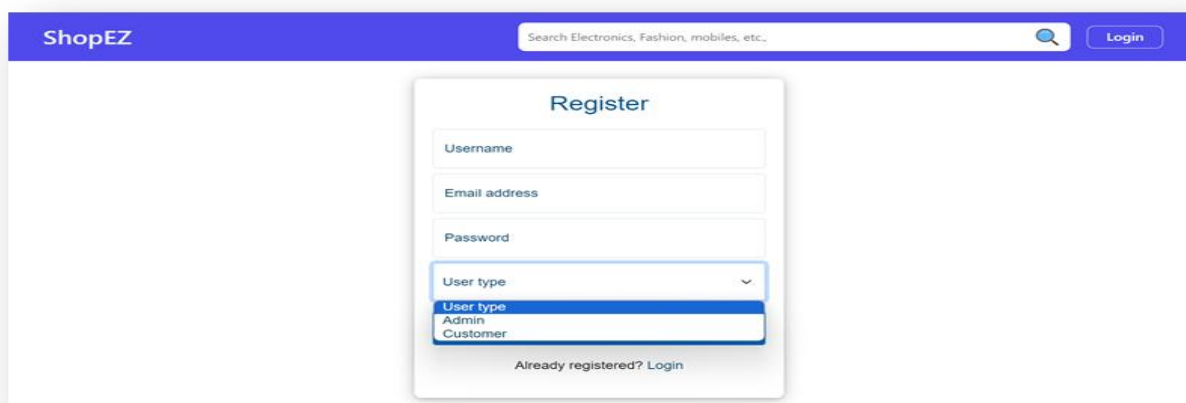 ShopEZ
Search Electronics, Fashion, mobiles, etc.,
Login
Register
Username
Email address
Password
User type
User type
Admin
Customer
Already registered? Login